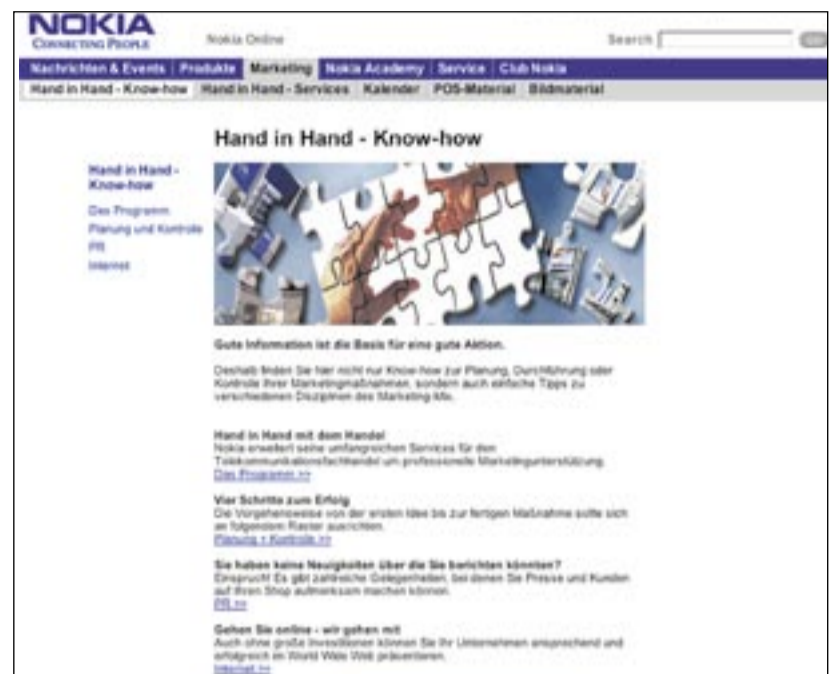 NOKIA
CONNECTING PEOPLE
Nokia Online
Search
GO
Nachrichten & Events Produkte Marketing Nokia Academy Service Club Nokia
Hand in Hand - Know-how Hand in Hand - Services Kalender POS-Material Bildmaterial
Hand in Hand - Know-how
Hand in Hand -
Know-how
Das Programm
Planung und Kontrolle
PR
Internet
Gute Information ist die Basis für eine gute Aktion.
Deshalb finden Sie hier nicht nur Know-how zur Planung, Durchführung oder
Kontrolle Ihrer Marketingmaßnahmen, sondern auch einfache Tipps zu
verschiedenen Disziplinen des Marketing-Mix.
Hand in Hand mit dem Handel
Nokia erweitert seine umfangreichen Services für den
Telekommunikationsfachhandel um professionelle Marketingunterstützung.
Das Programm >>
Vier Schritte zum Erfolg
Die Vorgehensweise von der ersten Idee bis zur fertigen Maßnahme sollte sich
an folgendem Raster ausrichten.
Planung + Kontrolle >>
Sie haben keine Neuigkeiten über die Sie berichten könnten?
Einspruch! Es gibt zahlreiche Gelegenheiten, bei denen Sie Presse und Kunden
auf Ihren Shop aufmerksam machen können.
PR >>
Gehen Sie online - wir gehen mit
Auch ohne große Investitionen können Sie Ihr Unternehmen ansprechend und
erfolgreich im World Wide Web präsentieren.
Internet >>